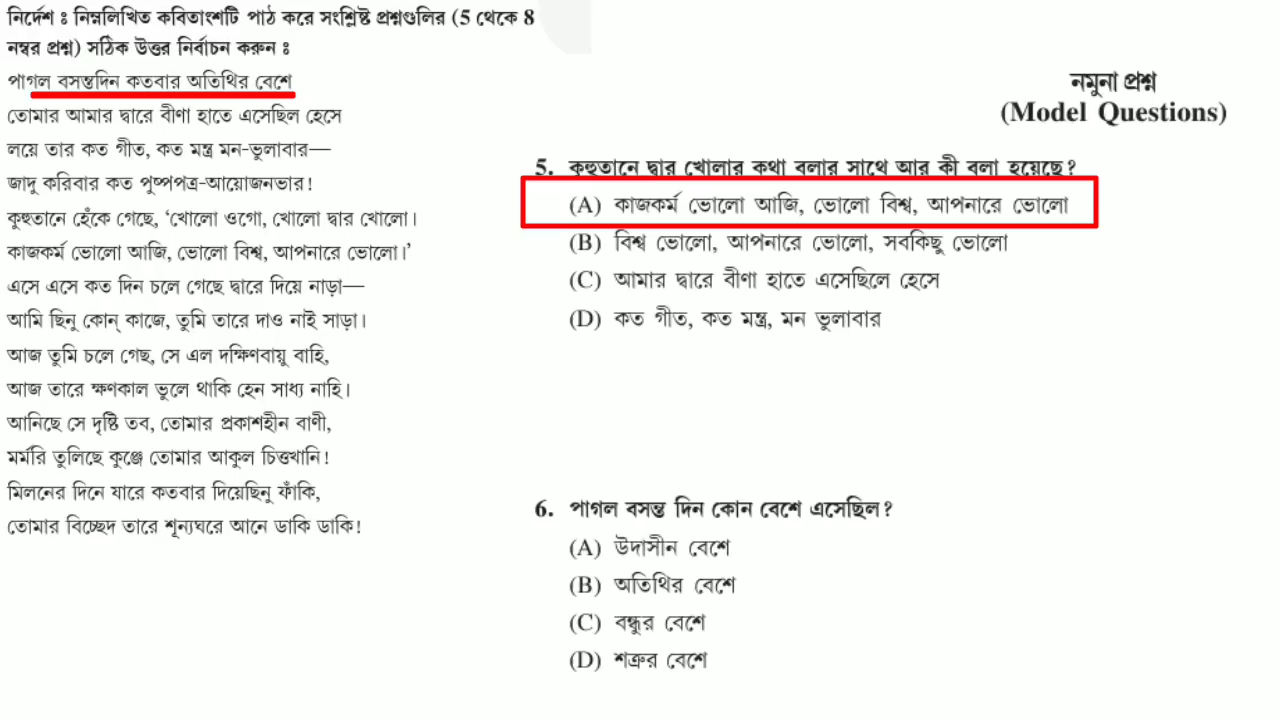 নির্দেশ ঃ নিম্নলিখিত কবিতাংশটি পাঠ করে সংশ্লিষ্ট প্রশ্নগুলির (5 থেকে 8
নম্বর প্রশ্ন) সঠিক উত্তর নির্বাচন করুন ঃ
পাগল বসন্তদিন কতবার অতিথির বেশে
তোমার আমার দ্বারে বীণা হাতে এসেছিল হেসে
লয়ে তার কত গীত, কত মন্ত্র মন-ভুলাবার—
জাদু করিবার কত পুষ্পপত্র-আয়োজনভার!
কুহুতানে হেঁকে গেছে, ‘খোলো ওগো, খোলো দ্বার খোলো।
কাজকর্ম ভোলো আজি, ভোলো বিশ্ব, আপনারে ভোলো।’
এসে এসে কত দিন চলে গেছে দ্বারে দিয়ে নাড়া—
আমি ছিনু কোন্ কাজে, তুমি তারে দাও নাই সাড়া।
আজ তুমি চলে গেছ, সে এল দক্ষিণবায়ু বাহি,
আজ তারে ক্ষণকাল ভুলে থাকি হেন সাধ্য নাহি।
আনিছে সে দৃষ্টি তব, তোমার প্রকাশহীন বাণী,
মর্মরি তুলিছে কুঞ্জে তোমার আকুল চিত্তখানি!
মিলনের দিনে যারে কতবার দিয়েছিনু ফাঁকি,
তোমার বিচ্ছেদ তারে শূন্যঘরে আনে ডাকি ডাকি!
নমুনা প্রশ্ন
(Model Questions)
5. কুহুতানে দ্বার খোলার কথা বলার সাথে আর কী বলা হয়েছে?
(A) কাজকর্ম ভোলো আজি, ভোলো বিশ্ব, আপনারে ভোলো
(B) বিশ্ব ভোলো, আপনারে ভোলো, সবকিছু ভোলো
(C) আমার দ্বারে বীণা হাতে এসেছিলে হেসে
(D) কত গীত, কত মন্ত্র, মন ভুলাবার
6. পাগল বসন্ত দিন কোন বেশে এসেছিল?
(A) উদাসীন বেশে
(B) অতিথির বেশে
(C) বন্ধুর বেশে
(D) শত্রুর বেশে